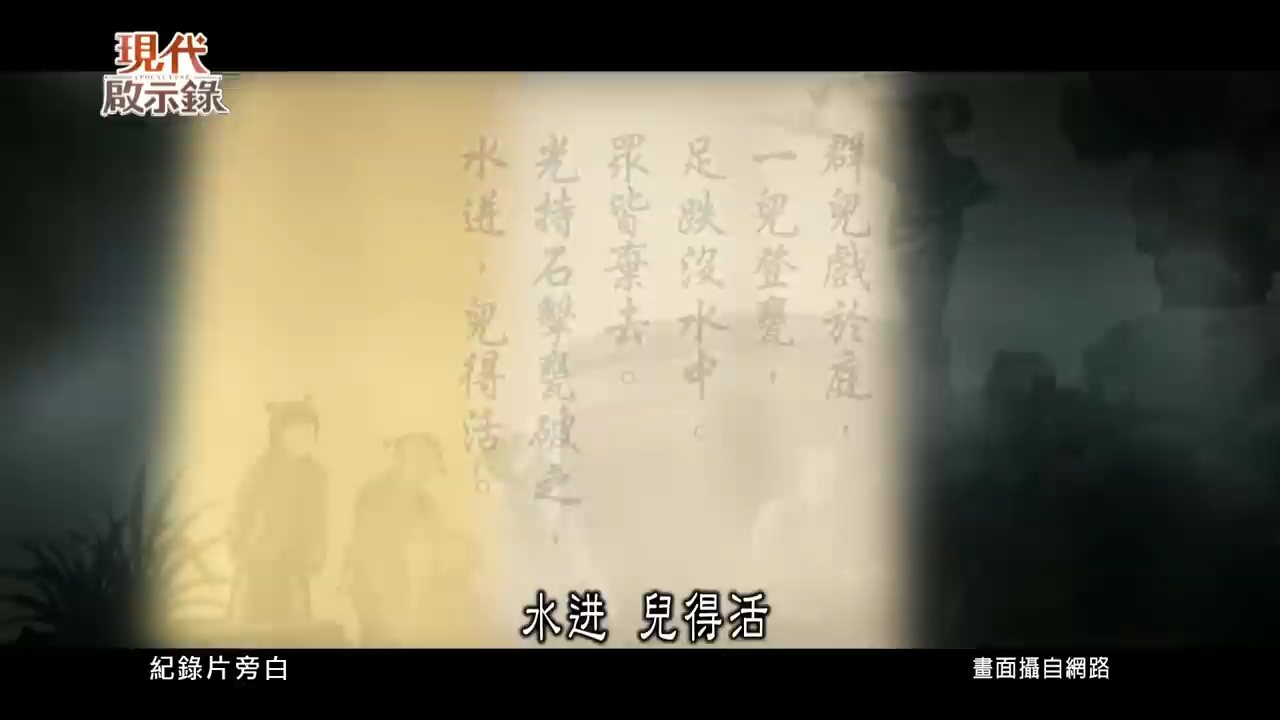 現代
APOCALYPSE
啟示錄
群兒戲於庭，
一兒登甕，
足跌沒水中。
眾皆棄去。
光持石擊甕破之，
水迸，兒得活。
水迸 兒得活
紀錄片旁白
畫面攝自網路